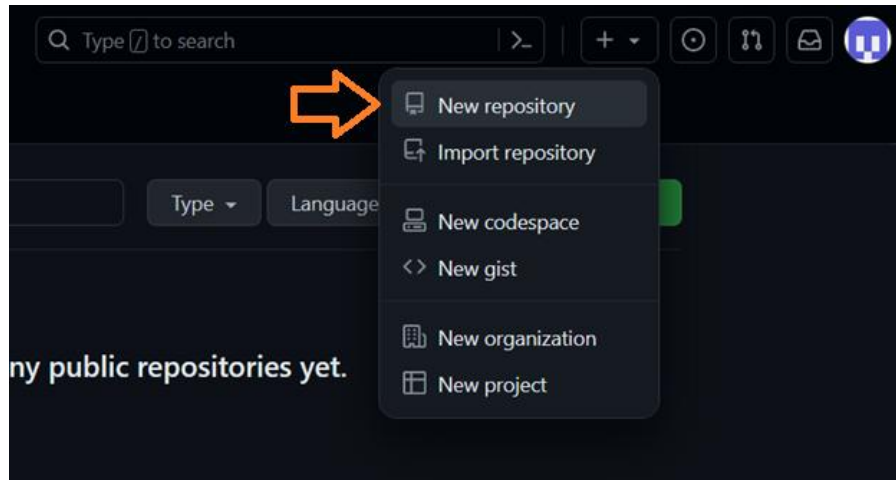 Type / to search
New repository
Import repository
Type
Language
New codespace
New gist
New organization
ny public repositories yet.
New project